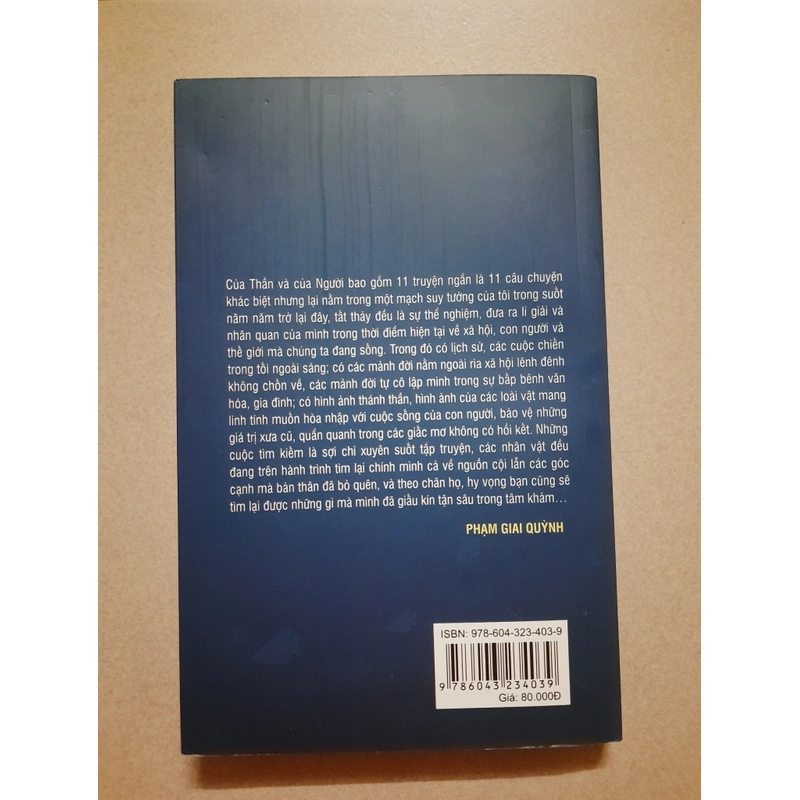 Của Thần và của Người bao gồm 11 truyện ngắn là 11 câu chuyện
khác biệt nhưng lại nằm trong một mạch suy tưởng của tôi trong suốt
năm năm trở lại đây, tất thảy đều là sự thể nghiệm, đưa ra lí giải và
nhân quan của mình trong thời điểm hiện tại về xã hội, con người và
thế giới mà chúng ta đang sống. Trong đó có lịch sử, các cuộc chiến
trong tối ngoài sáng; có các mảnh đời nằm ngoài rìa xã hội lênh đênh
không chốn về, các mảnh đời tự cô lập mình trong sự bấp bênh văn
hóa, gia đình; có hình ảnh thánh thần, hình ảnh của các loài vật mang
linh tính muốn hòa nhập với cuộc sống của con người, bảo vệ những
giá trị xưa cũ, quẩn quanh trong các giấc mơ không có hồi kết. Những
cuộc tìm kiếm là sợi chỉ xuyên suốt tập truyện, các nhân vật đều
đang trên hành trình tìm lại chính mình cả về nguồn cội lẫn các góc
cạnh mà bản thân đã bỏ quên, và theo chân họ, hy vọng bạn cũng sẽ
tìm lại được những gì mà mình đã giấu kín tận sâu trong tâm khảm…
PHẠM GIAI QUỲNH
ISBN: 978-604-323-403-9
9 786043 234039
Giá: 80.000Đ